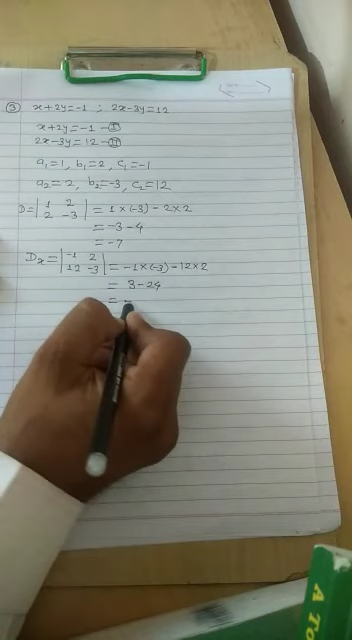 ③ x+2y=-1 ; 2x-3y=12
x+2y=-1 -Ⓘ
2x-3y=12 -Ⓘ Ⓘ
a₁=1, b₁=2, c₁=-1
a₂=2, b₂=-3, c₂=12
D=| 1 2 | = 1×(-3) - 2×2
| 2 -3 |
= -3-4
= -7
Dx=| -1 2 | = -1×(-3) -12×2
| 12 -3 |
= 3-24
= -
A To